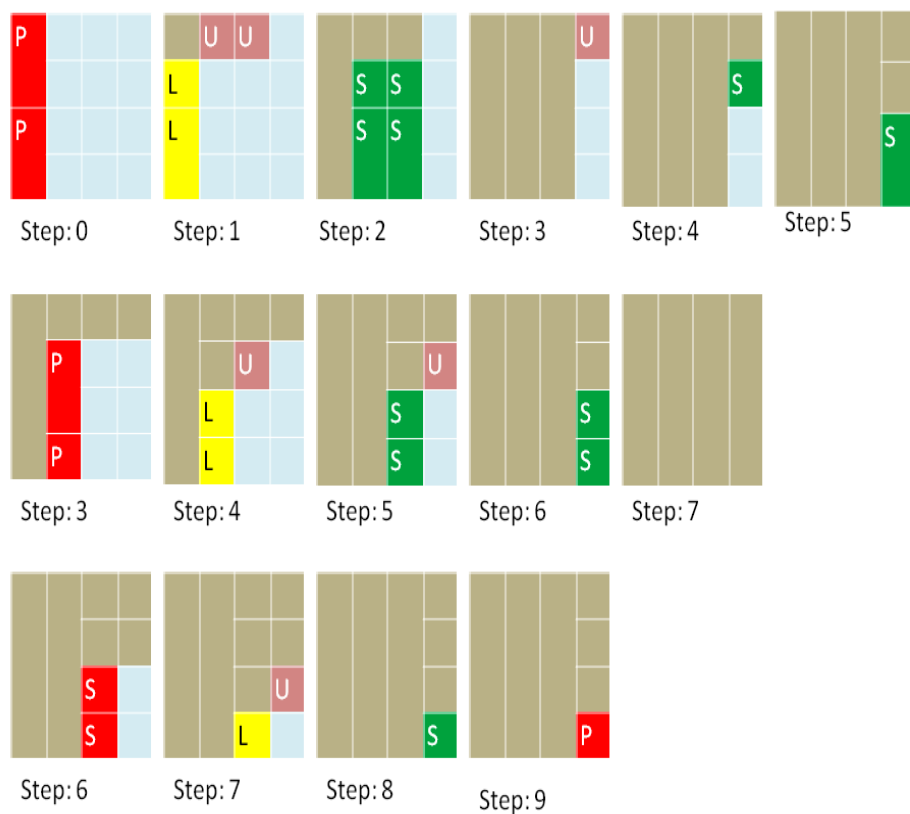 P U U U
L S S S
P L S S S
Step: 0 Step: 1 Step: 2 Step: 3 Step: 4 Step: 5
P U U
L S S
P L S S
Step: 3 Step: 4 Step: 5 Step: 6 Step: 7
S U
S L S P
Step: 6 Step: 7 Step: 8 Step: 9